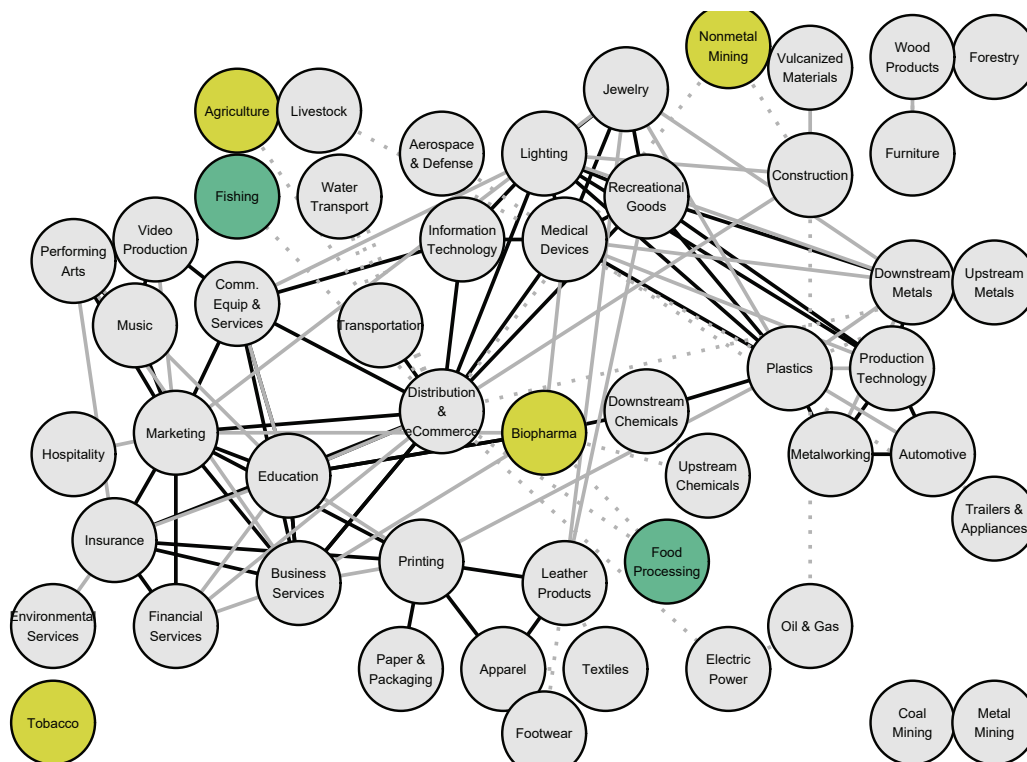 Nonmetal
Mining
Vulcanized
Materials
Wood
Products
Forestry
Jewelry
Agriculture
Livestock
Aerospace
& Defense
Lighting
Furniture
Fishing
Water
Transport
Recreational
Goods
Construction
Performing
Arts
Video
Production
Information
Technology
Medical
Devices
Comm.
Equip &
Services
Downstream
Metals
Upstream
Metals
Music
Transportation
Plastics
Production
Technology
Distribution
&
eCommerce
Downstream
Chemicals
Hospitality
Marketing
Biopharma
Metalworking
Automotive
Education
Upstream
Chemicals
Trailers &
Appliances
Insurance
Printing
Food
Processing
Business
Services
Leather
Products
Environmental
Services
Financial
Services
Oil & Gas
Paper &
Packaging
Apparel
Textiles
Electric
Power
Tobacco
Footwear
Coal
Mining
Metal
Mining